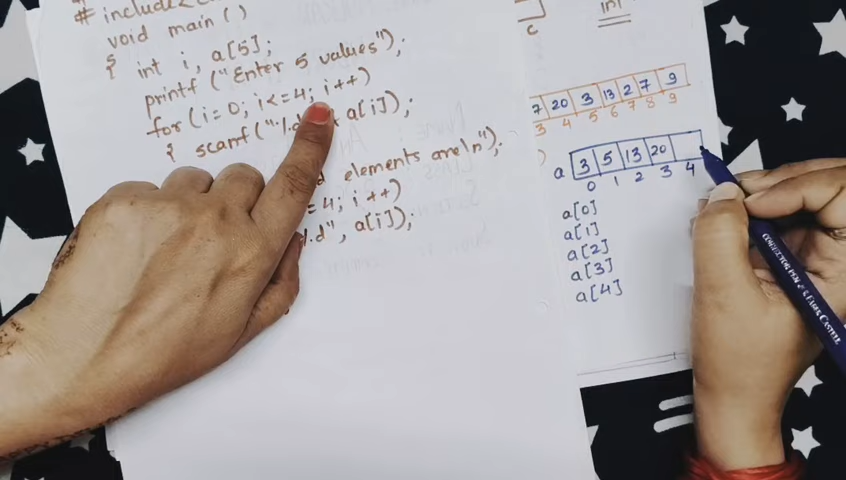 #include<
void main()
{ int i, a[5];
printf ("Enter 5 values");
for (i=0; i<=4; i++)
{ scanf ("%d" a[i]);
elements are\n");
=4; i++)
%d", a[i]);
c
int
7 20 3 13 2 7 9
3 4 5 6 7 8 9
a 3 5 13 20
0 1 2 3 4
a[0]
a[1]
a[2]
a[3]
a[4]